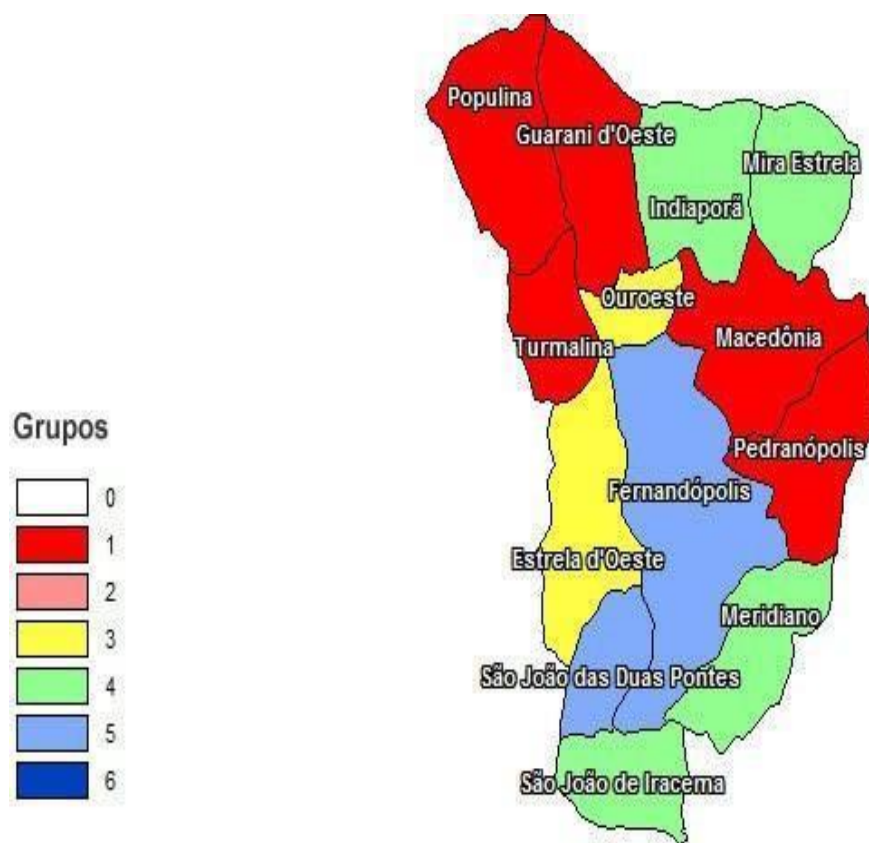 Populina
Guarani d'Oeste
Mira Estrela
Indiaporã
Ouroeste
Turmalina
Macedônia
Pedranópolis
Fernandópolis
Estrela d'Oeste
Meridiano
São João das Duas Pontes
São João de Iracema
Grupos
0
1
2
3
4
5
6